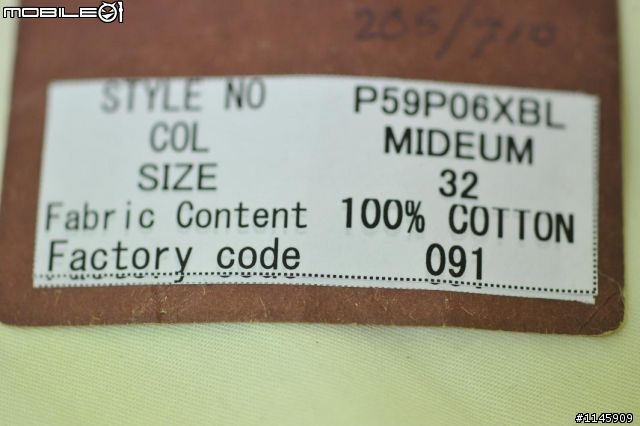 MOBILE01
205/710
STYLE NO P59P06XBL
COL MIDEUM
SIZE 32
Fabric Content 100% COTTON
Factory code 091
#1145909